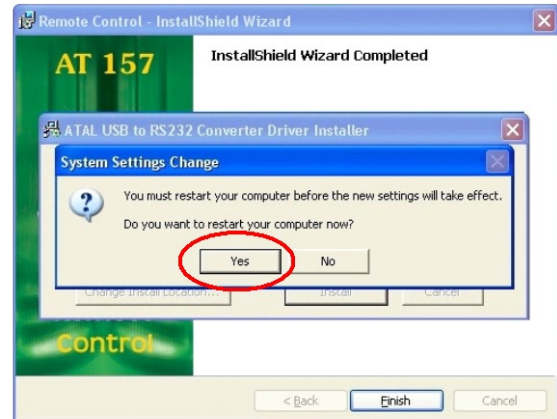 Remote Control - InstallShield Wizard
AT 157
InstallShield Wizard Completed
ATAL USB to RS232 Converter Driver Installer
System Settings Change
You must restart your computer before the new settings will take effect.
Do you want to restart your computer now?
Yes
No
Change Install Location...
Install
Cancel
Control
< Back
Finish
Cancel